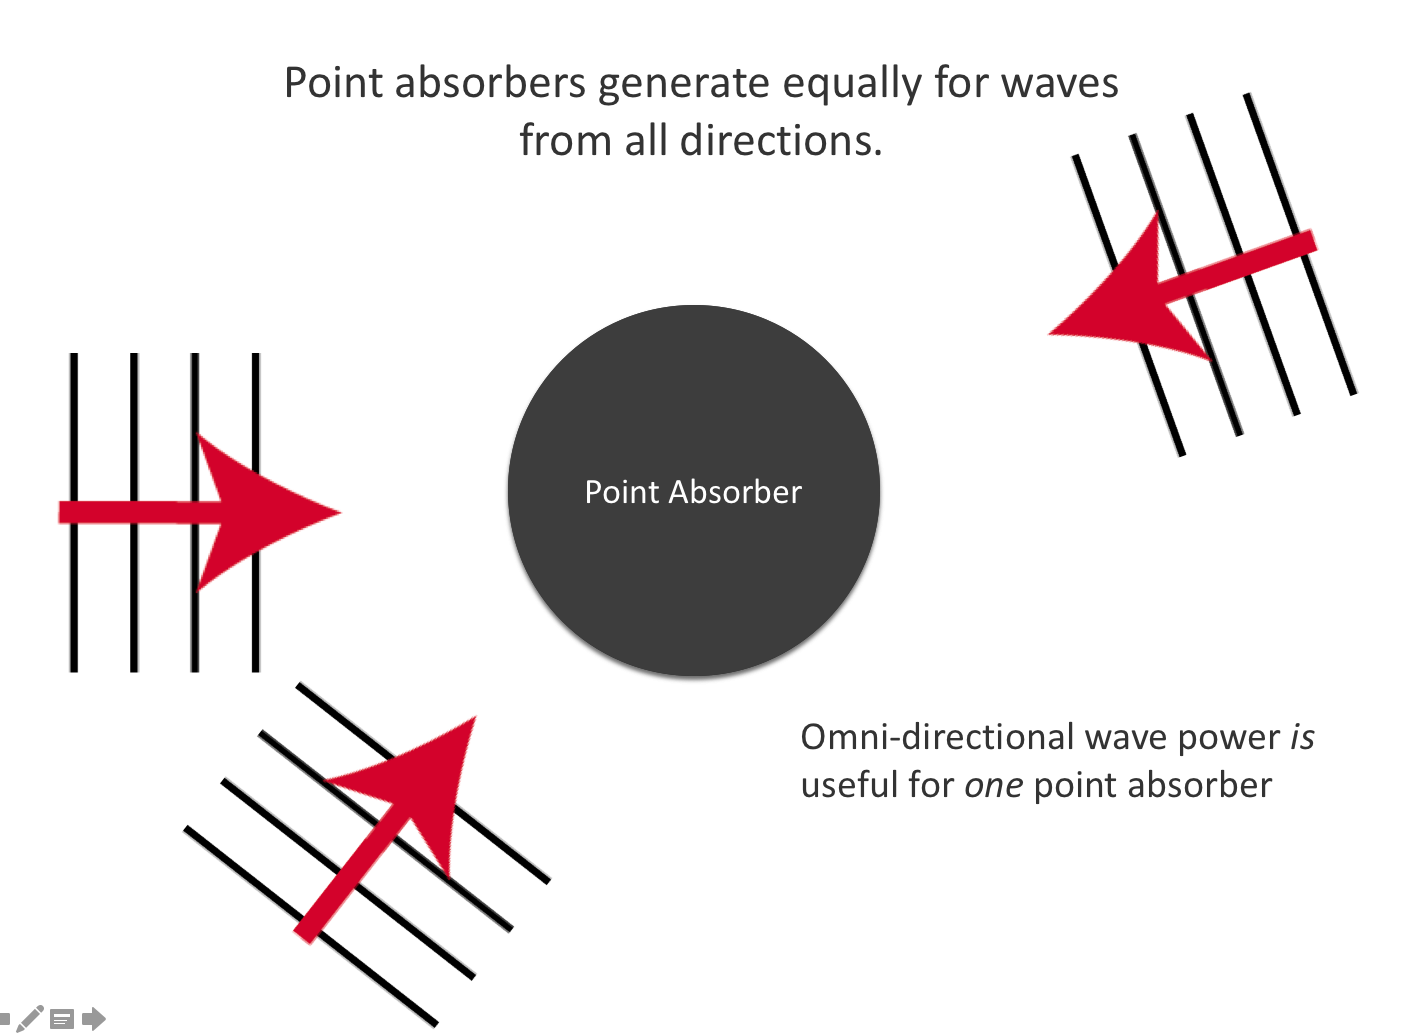 Point absorbers generate equally for waves
from all directions.
Point Absorber
Omni-directional wave power is
useful for one point absorber